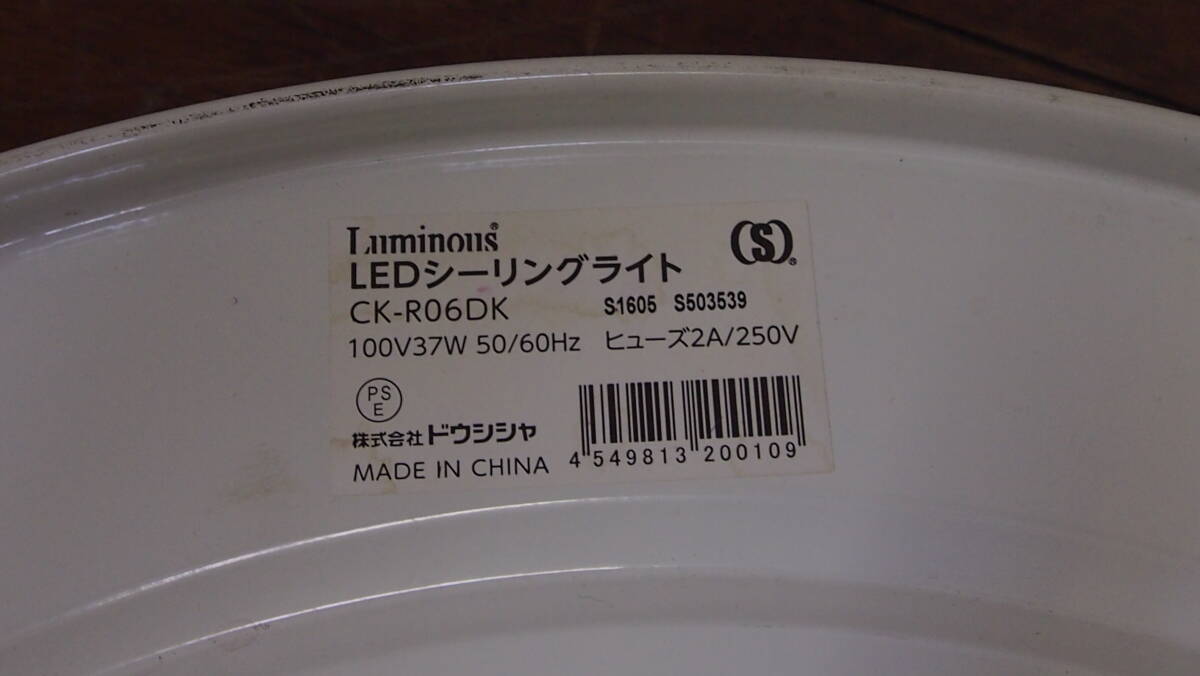 Luminous®
LEDシーリングライト
CK-R06DK S1605 S503539
100V37W 50/60Hz ヒューズ2A/250V
PS
E
株式会社ドウシシャ
MADE IN CHINA
4 549813 200109
(S)®